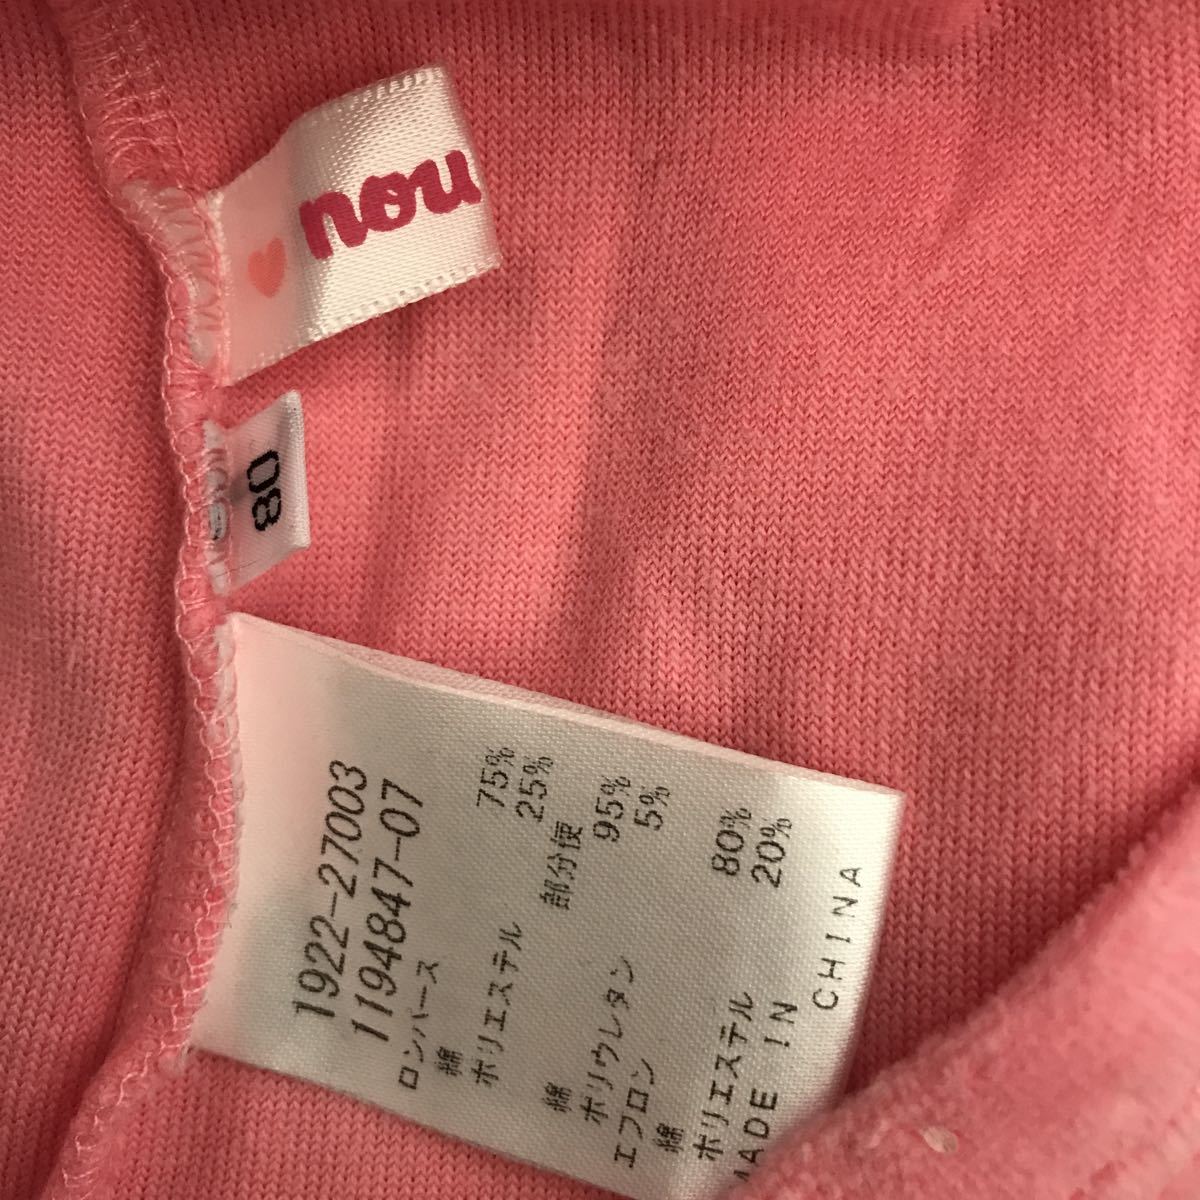 nou
80
1922-27003
1194847-07
ロンパース
綿 75%
ポリエステル 25%
部分使
綿 95%
ポリウレタン 5%
エプロン
綿 80%
ポリエステル 20%
MADE IN CHINA